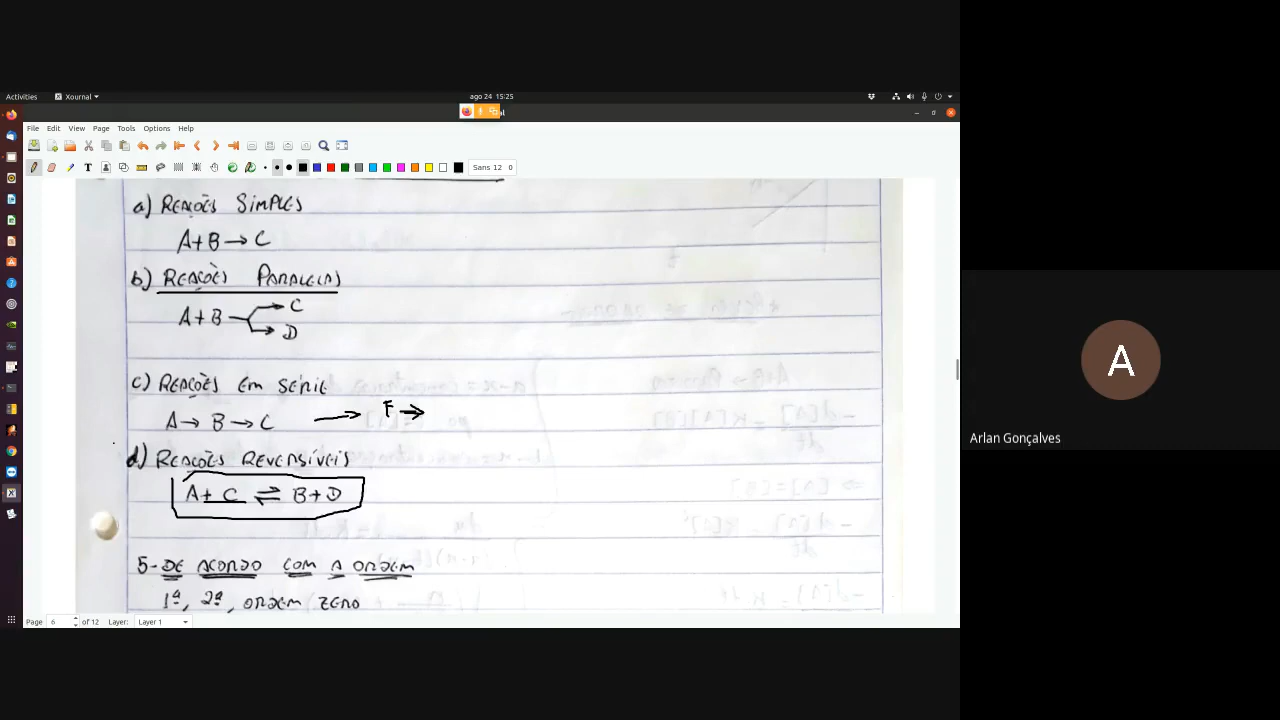 Activities Xournal ago 24 15:25
File Edit View Page Tools Options Help
Sans 12
a) REAÇÕES SIMPLES
A+B → C
b) REAÇÕES PARALELAS
A+B → C
D
c) REAÇÕES EM SÉRIE
A → B → C → F →
d) REAÇÕES REVERSÍVEIS
A + C ⇌ B + D
5- DE ACORDO COM A ORDEM
1ª, 2ª, ORDEM ZERO
Page 6 of 12 Layer: Layer 1
A
Arlan Gonçalves